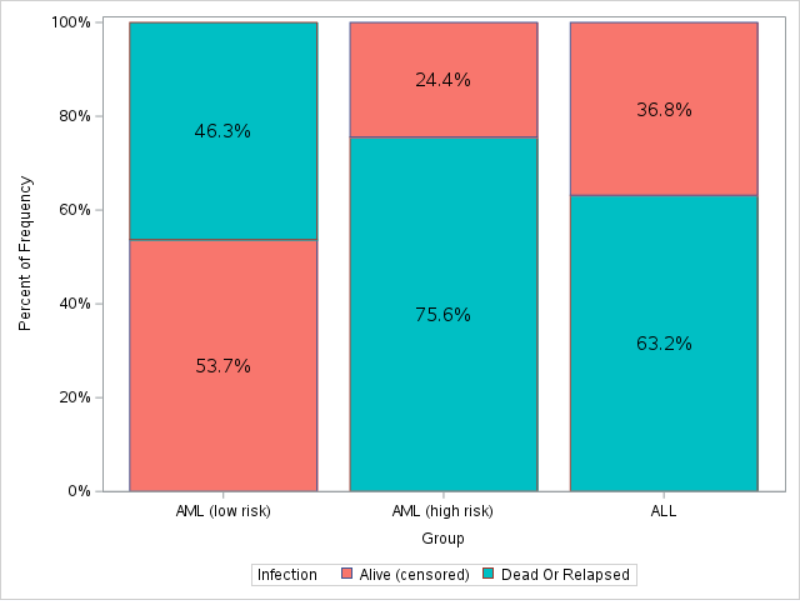 100%
80%
60%
40%
20%
0%
Percent of Frequency
46.3%
53.7%
24.4%
75.6%
36.8%
63.2%
AML (low risk)
AML (high risk)
ALL
Group
Infection Alive (censored) Dead Or Relapsed